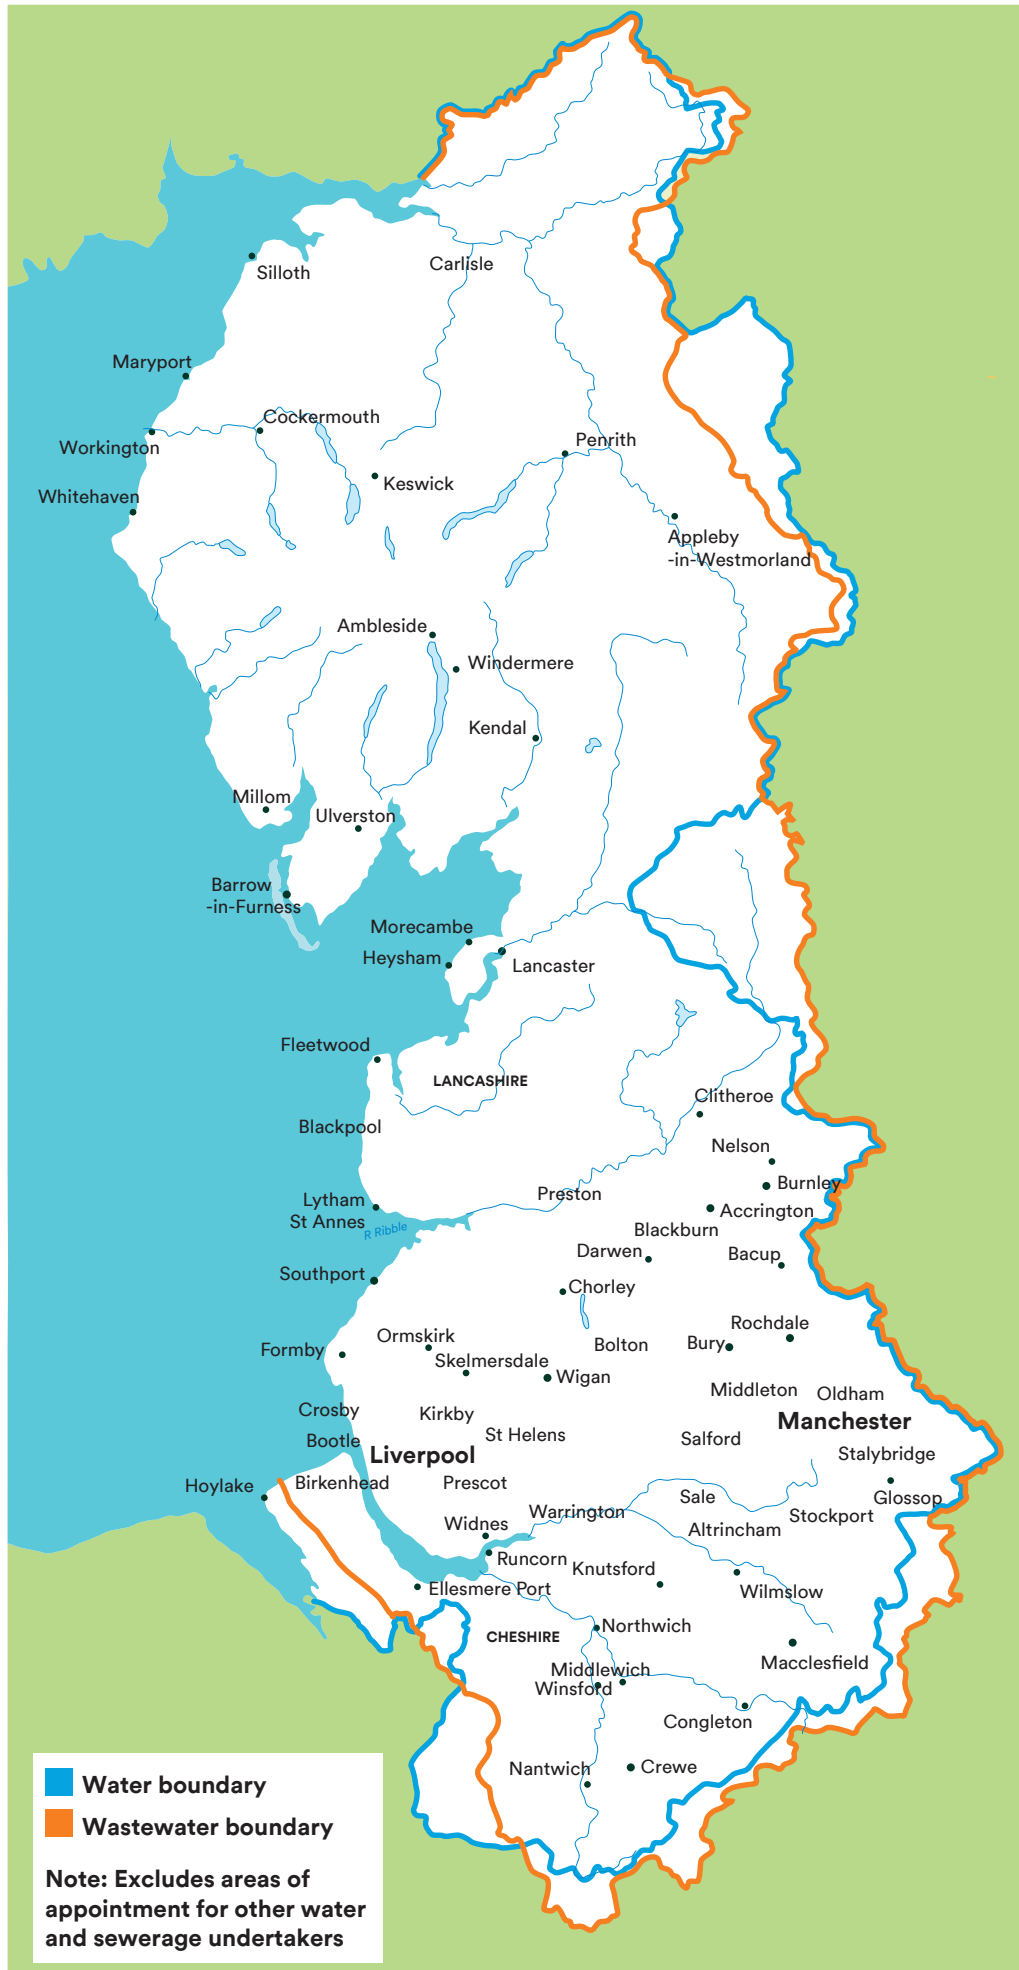 Carlisle
Silloth
Maryport
Cockermouth
Workington
Penrith
Keswick
Whitehaven
Appleby
-in-Westmorland
Ambleside
Windermere
Kendal
Millom
Ulverston
Barrow
-in-Furness
Morecambe
Heysham
Lancaster
Fleetwood
LANCASHIRE
Clitheroe
Blackpool
Nelson
Burnley
Preston
Lytham
St Annes
Accrington
R Ribble
Blackburn
Darwen
Bacup
Southport
Chorley
Rochdale
Ormskirk
Bolton
Bury
Formby
Skelmersdale
Wigan
Middleton
Oldham
Crosby
Kirkby
Manchester
Bootle
St Helens
Salford
Liverpool
Stalybridge
Hoylake
Birkenhead
Prescot
Sale
Glossop
Warrington
Stockport
Widnes
Altrincham
Runcorn
Knutsford
Ellesmere Port
Wilmslow
Northwich
CHESHIRE
Macclesfield
Middlewich
Winsford
Congleton
Nantwich
Crewe
Water boundary
Wastewater boundary
Note: Excludes areas of
appointment for other water
and sewerage undertakers